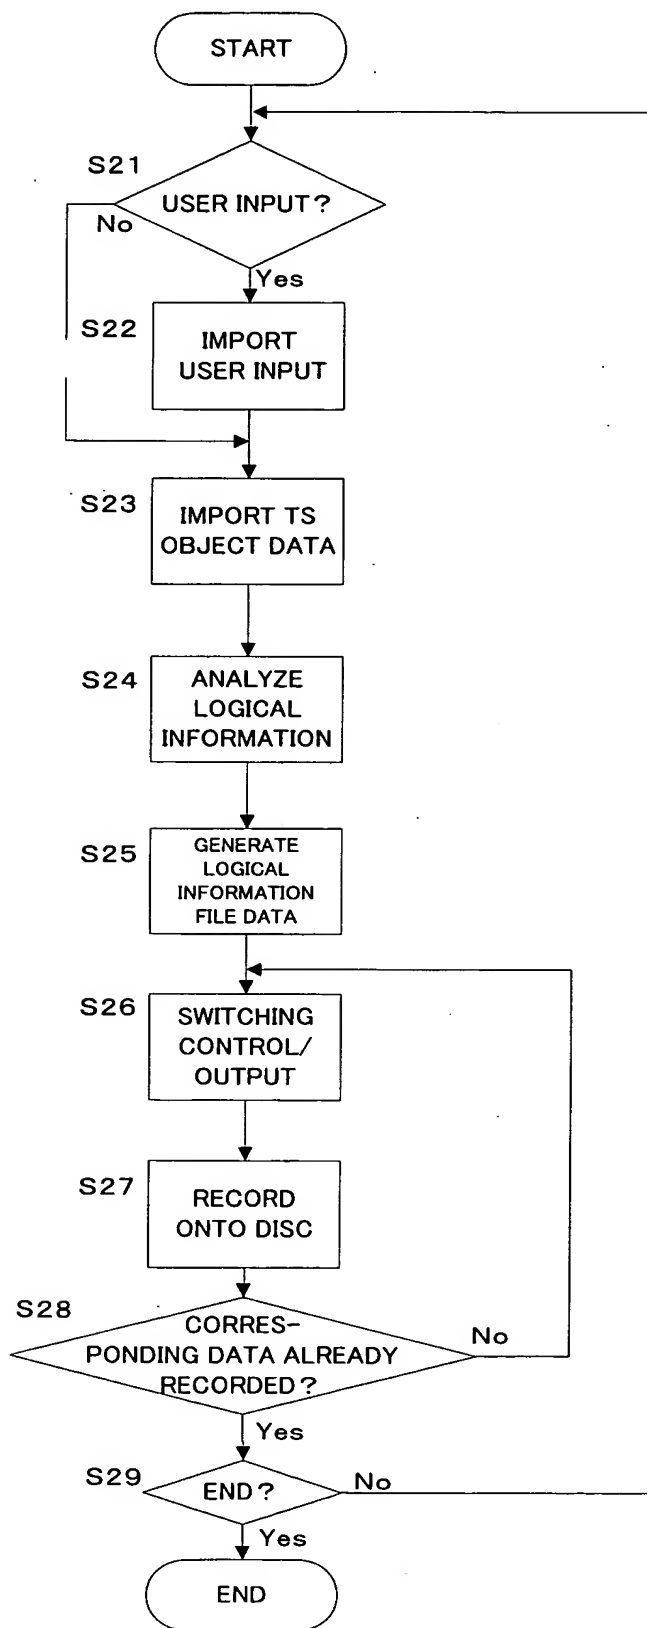 START
S21
USER INPUT?
No
Yes
S22
IMPORT
USER INPUT
S23
IMPORT TS
OBJECT DATA
S24
ANALYZE
LOGICAL
INFORMATION
S25
GENERATE
LOGICAL
INFORMATION
FILE DATA
S26
SWITCHING
CONTROL/
OUTPUT
S27
RECORD
ONTO DISC
S28
CORRES-
PONDING DATA ALREADY
RECORDED?
No
Yes
S29
END?
No
Yes
END